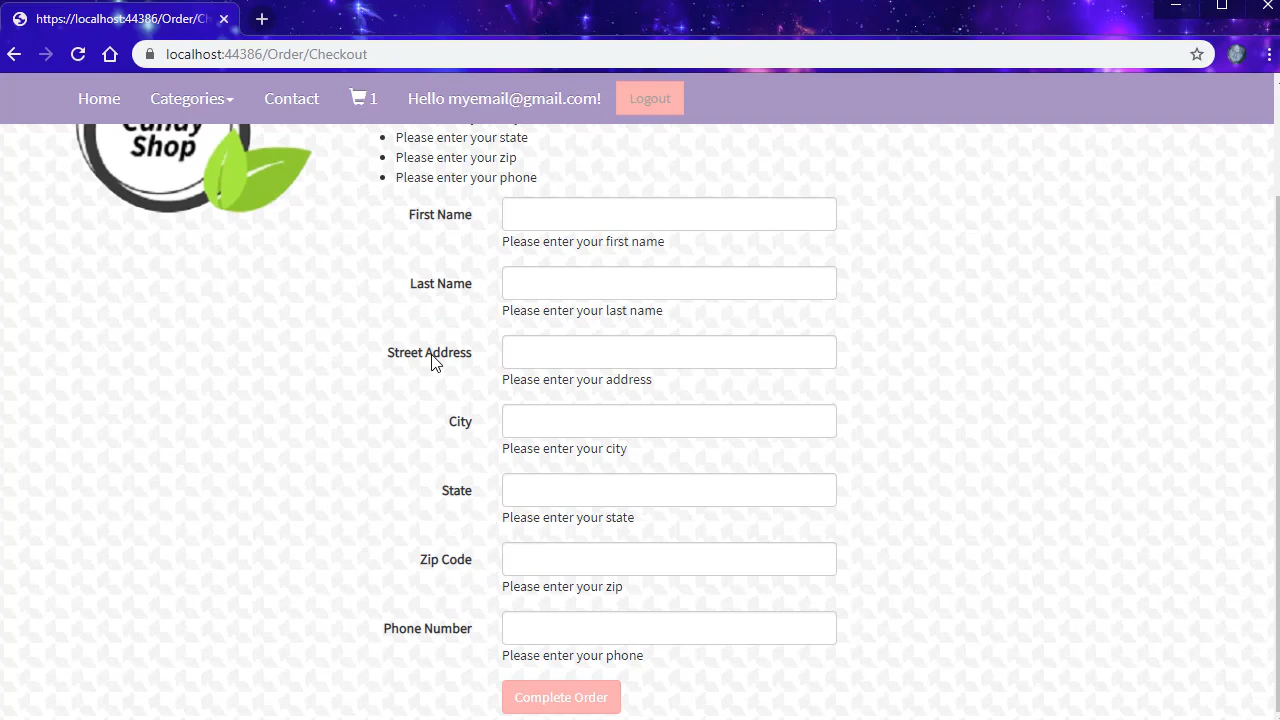 https://localhost:44386/Order/Ch
localhost:44386/Order/Checkout
Home Categories Contact 1 Hello myemail@gmail.com! Logout
Candy
Shop
Please enter your state
Please enter your zip
Please enter your phone
First Name
Please enter your first name
Last Name
Please enter your last name
Street Address
Please enter your address
City
Please enter your city
State
Please enter your state
Zip Code
Please enter your zip
Phone Number
Please enter your phone
Complete Order